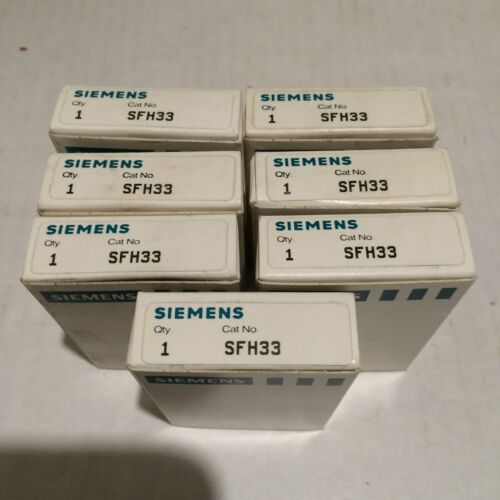 SIEMENS
Qty Cat No.
1 SFH33
SIEMENS
Qty. Cat No.
1 SFH33
SIEMENS
Qty Cat No.
1 SFH33
SIEMENS
Qty. Cat No.
1 SFH33
SIEMENS
Qty Cat No.
1 SFH33
SIEMENS
Qty Cat No.
1 SFH33
SIEMENS
SIEMENS
Qty Cat No.
1 SFH33
SIEMENS